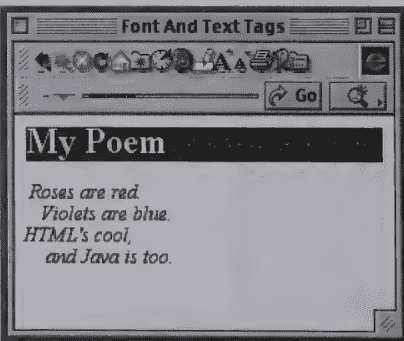 Font And Text Tags
Go
My Poem
Roses are red.
Violets are blue.
HTML's cool,
and Java is too.